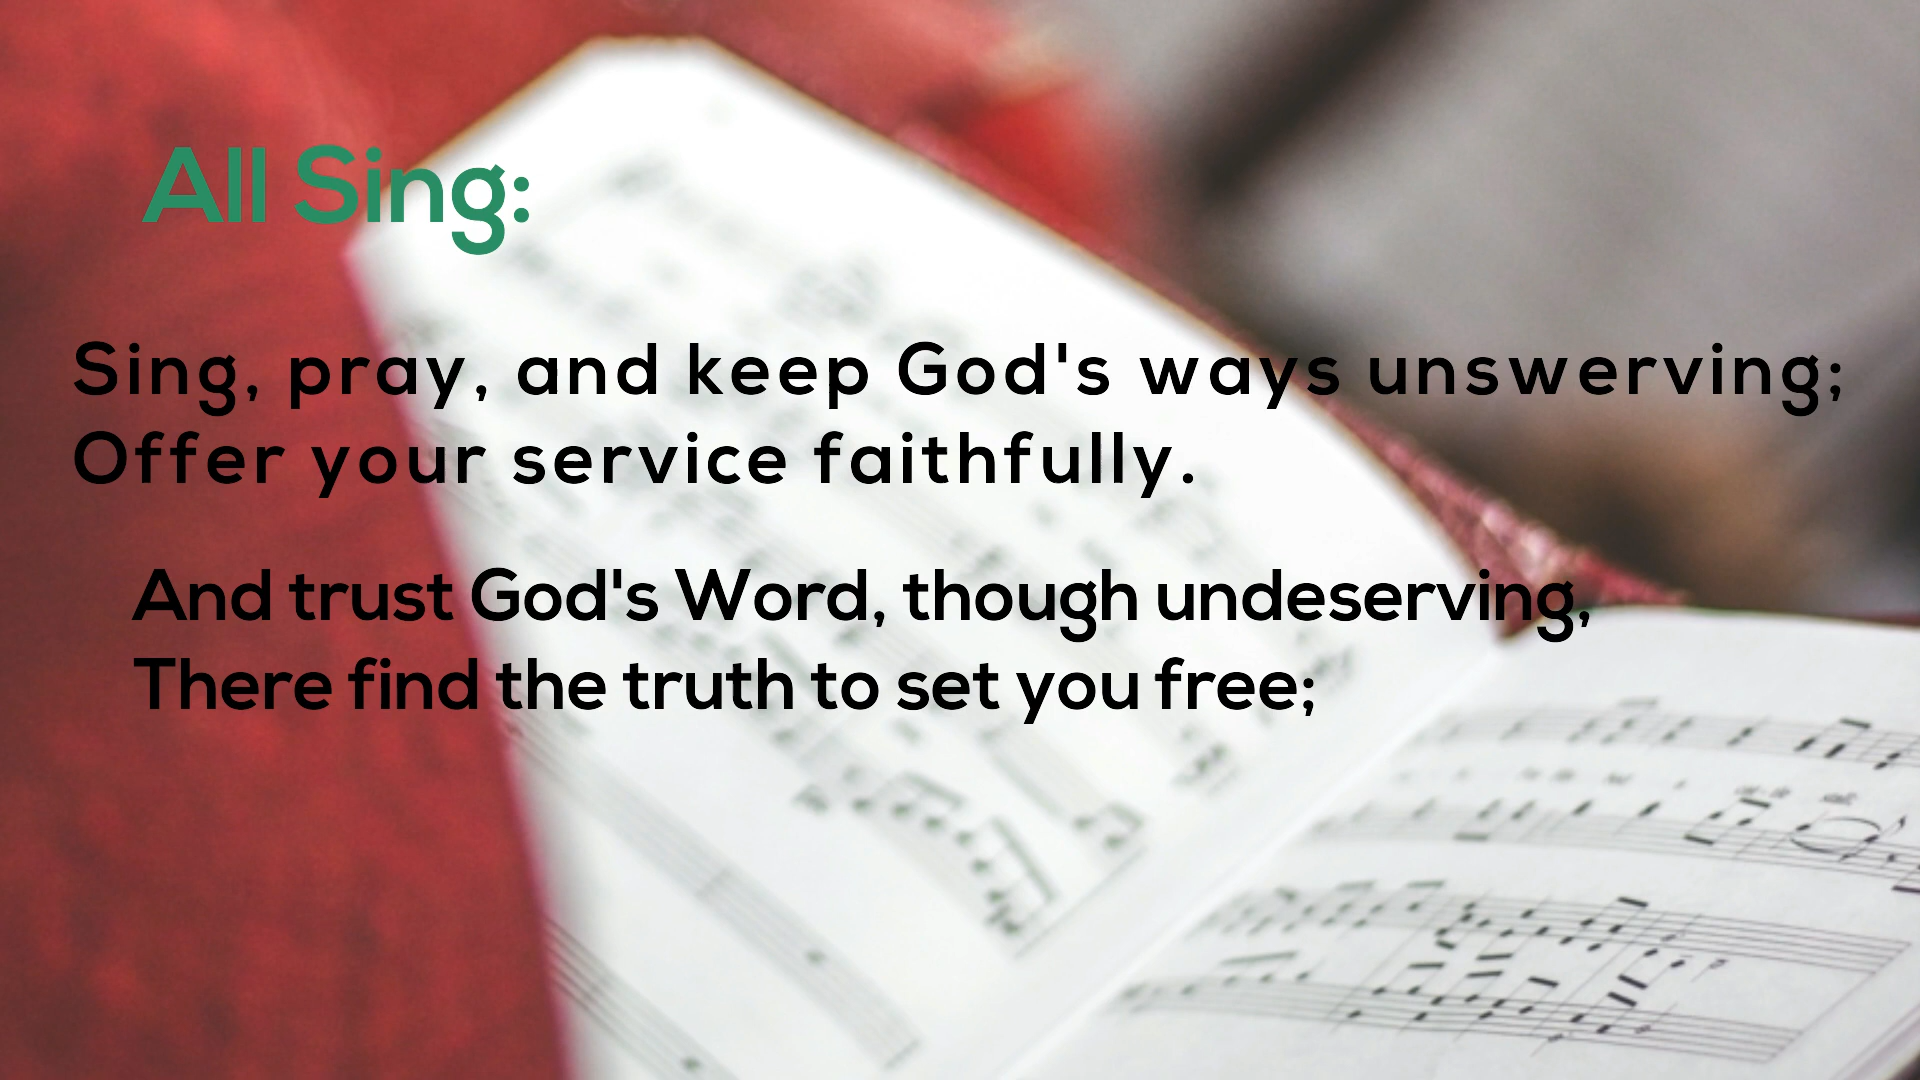 All Sing:
Sing, pray, and keep God's ways unswerving;
Offer your service faithfully.
And trust God's Word, though undeserving,
There find the truth to set you free;